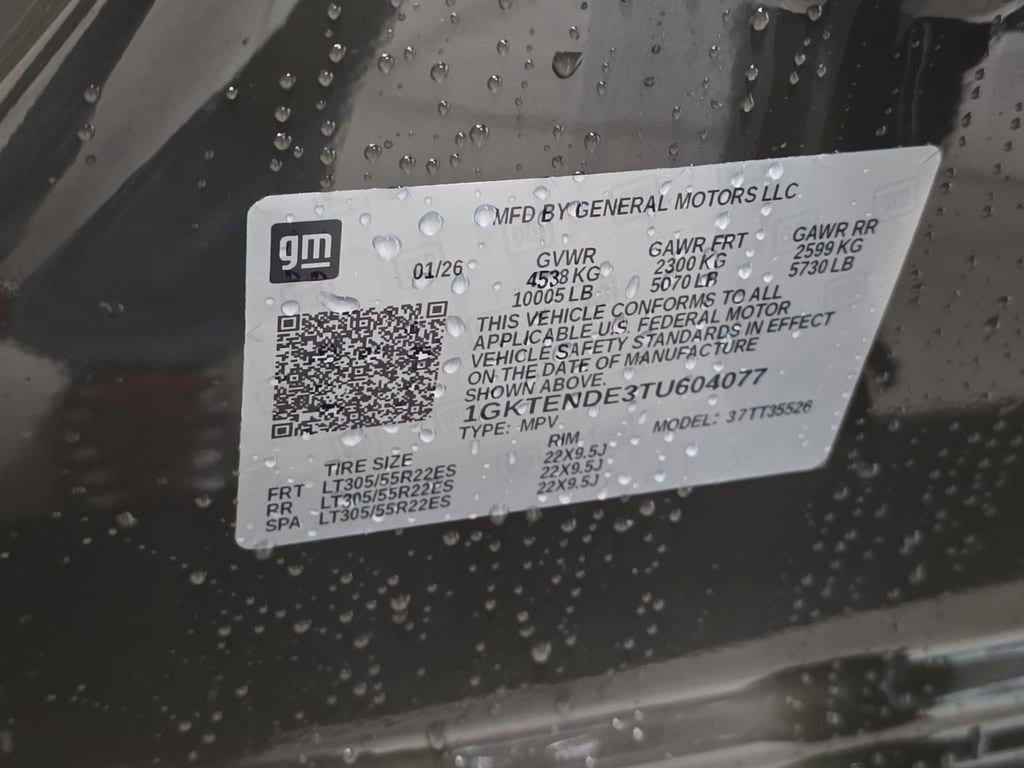 gm
MFD BY GENERAL MOTORS LLC
01/26
GVWR
4538 KG
10005 LB
GAWR FRT
2300 KG
5070 LB
GAWR RR
2599 KG
5730 LB
THIS VEHICLE CONFORMS TO ALL
APPLICABLE U.S. FEDERAL MOTOR
VEHICLE SAFETY STANDARDS IN EFFECT
ON THE DATE OF MANUFACTURE
SHOWN ABOVE.
1GKTENDE3TU604077
TYPE: MPV
MODEL: 37TT35526
TIRE SIZE
RIM
FRT LT305/55R22ES 22X9.5J
RR LT305/55R22ES 22X9.5J
SPA LT305/55R22ES 22X9.5J